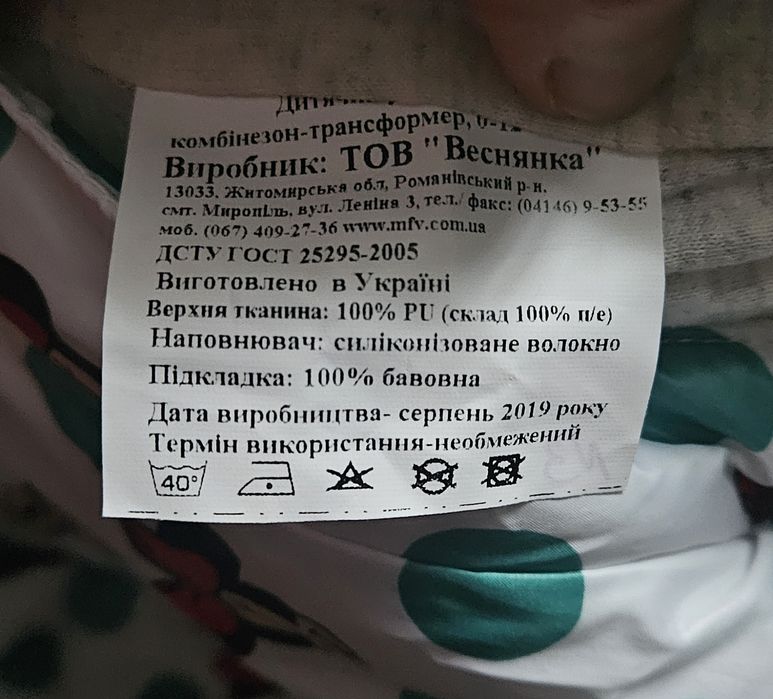 комбінезон-трансформер,
Виробник: ТОВ "Веснянка"
13033, Житомирська обл, Романівський р-н,
смт. Миропіль, вул. Леніна 3, тел./факс: (04146) 9-53-55
моб. (067) 409-27-36 www.mfv.com.ua
ДСТУ ГОСТ 25295-2005
Виготовлено в Україні
Верхня тканина: 100% PU (склад 100% п/е)
Наповнювач: силіконізоване волокно
Підкладка: 100% бавовна
Дата виробництва- серпень 2019 року
Термін використання-необмежений
40°